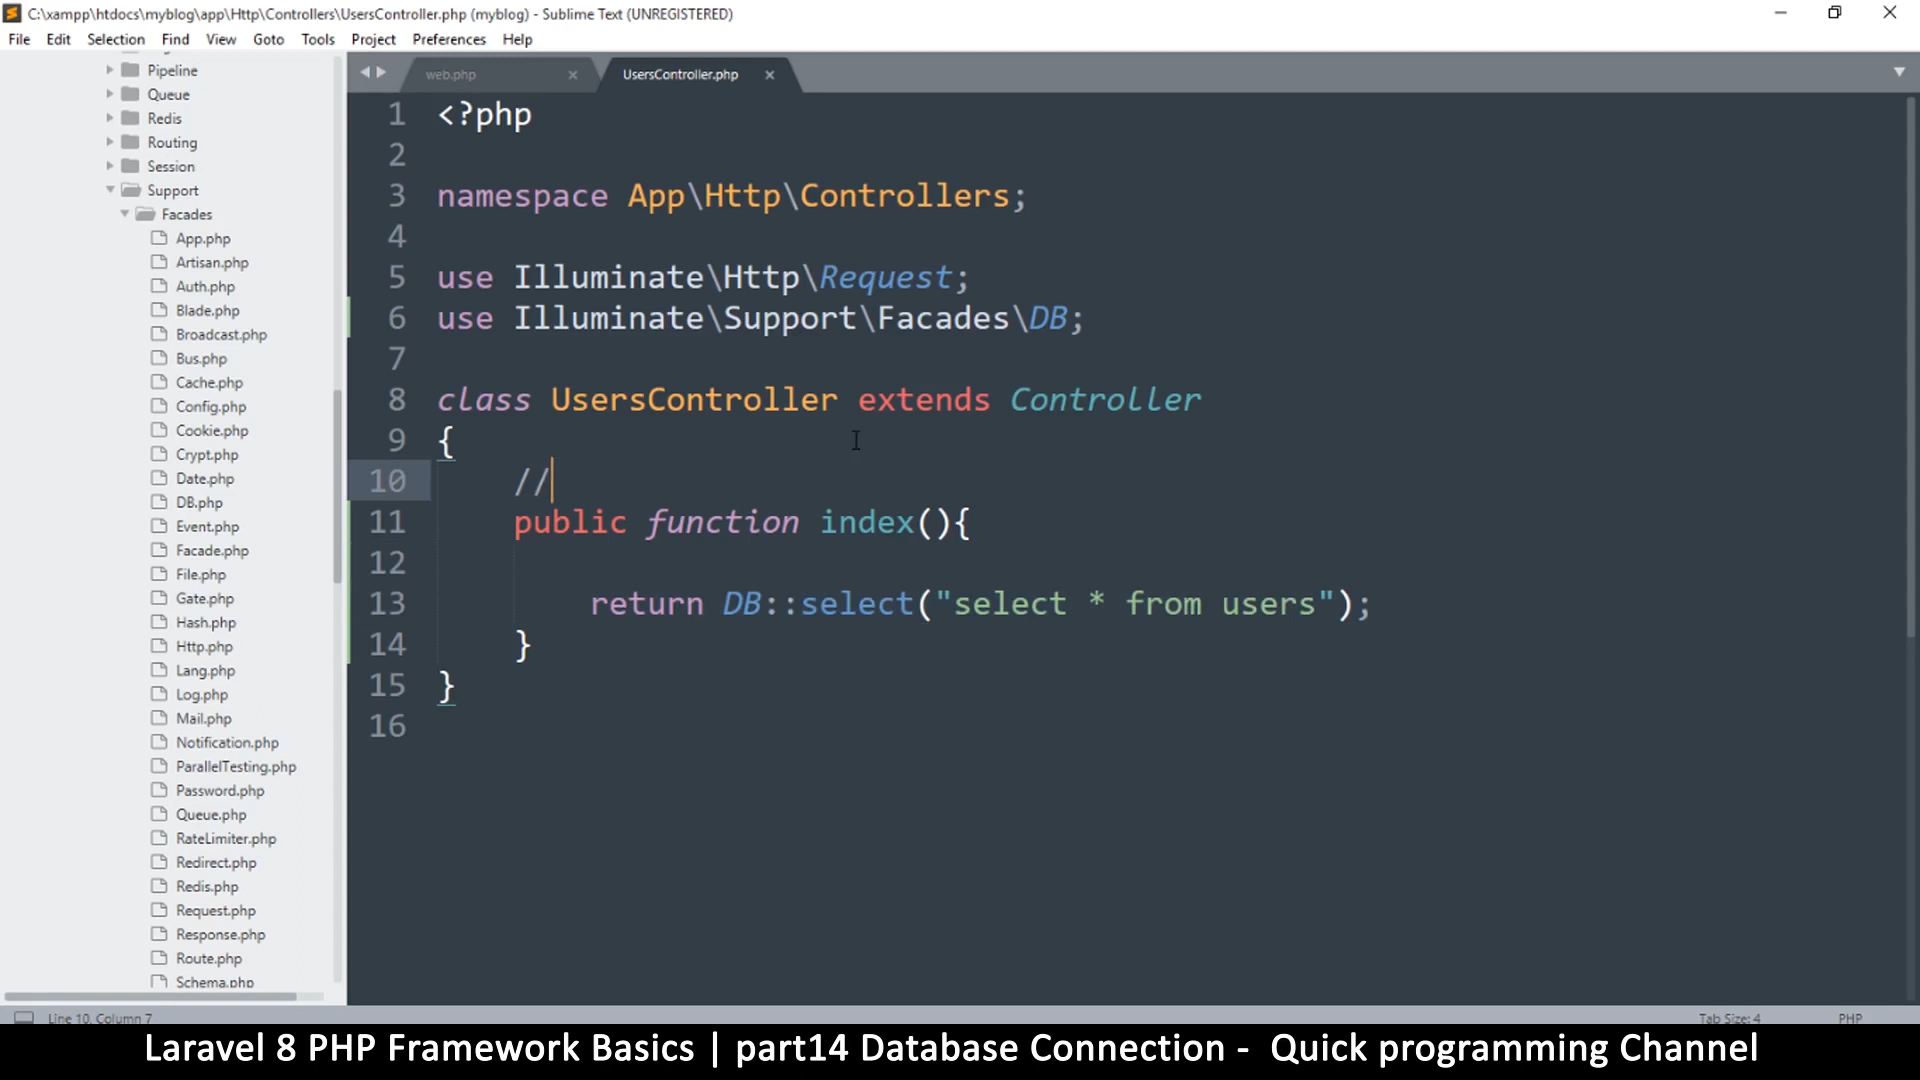 C:\xampp\htdocs\myblog\app\Http\Controllers\UsersController.php (myblog) - Sublime Text (UNREGISTERED)
File Edit Selection Find View Goto Tools Project Preferences Help
Pipeline
Queue
Redis
Routing
Session
Support
Facades
App.php
Artisan.php
Auth.php
Blade.php
Broadcast.php
Bus.php
Cache.php
Config.php
Cookie.php
Crypt.php
Date.php
DB.php
Event.php
Facade.php
File.php
Gate.php
Hash.php
Http.php
Lang.php
Log.php
Mail.php
Notification.php
ParallelTesting.php
Password.php
Queue.php
RateLimiter.php
Redirect.php
Redis.php
Request.php
Response.php
Route.php
Schema.php
web.php UsersController.php
1 <?php
2
3 namespace App\Http\Controllers;
4
5 use Illuminate\Http\Request;
6 use Illuminate\Support\Facades\DB;
7
8 class UsersController extends Controller
9 {
10 //
11 public function index(){
12
13 return DB::select("select * from users");
14 }
15 }
16
Line 10, Column 7 Tab Size: 4 PHP
Laravel 8 PHP Framework Basics | part14 Database Connection - Quick programming Channel